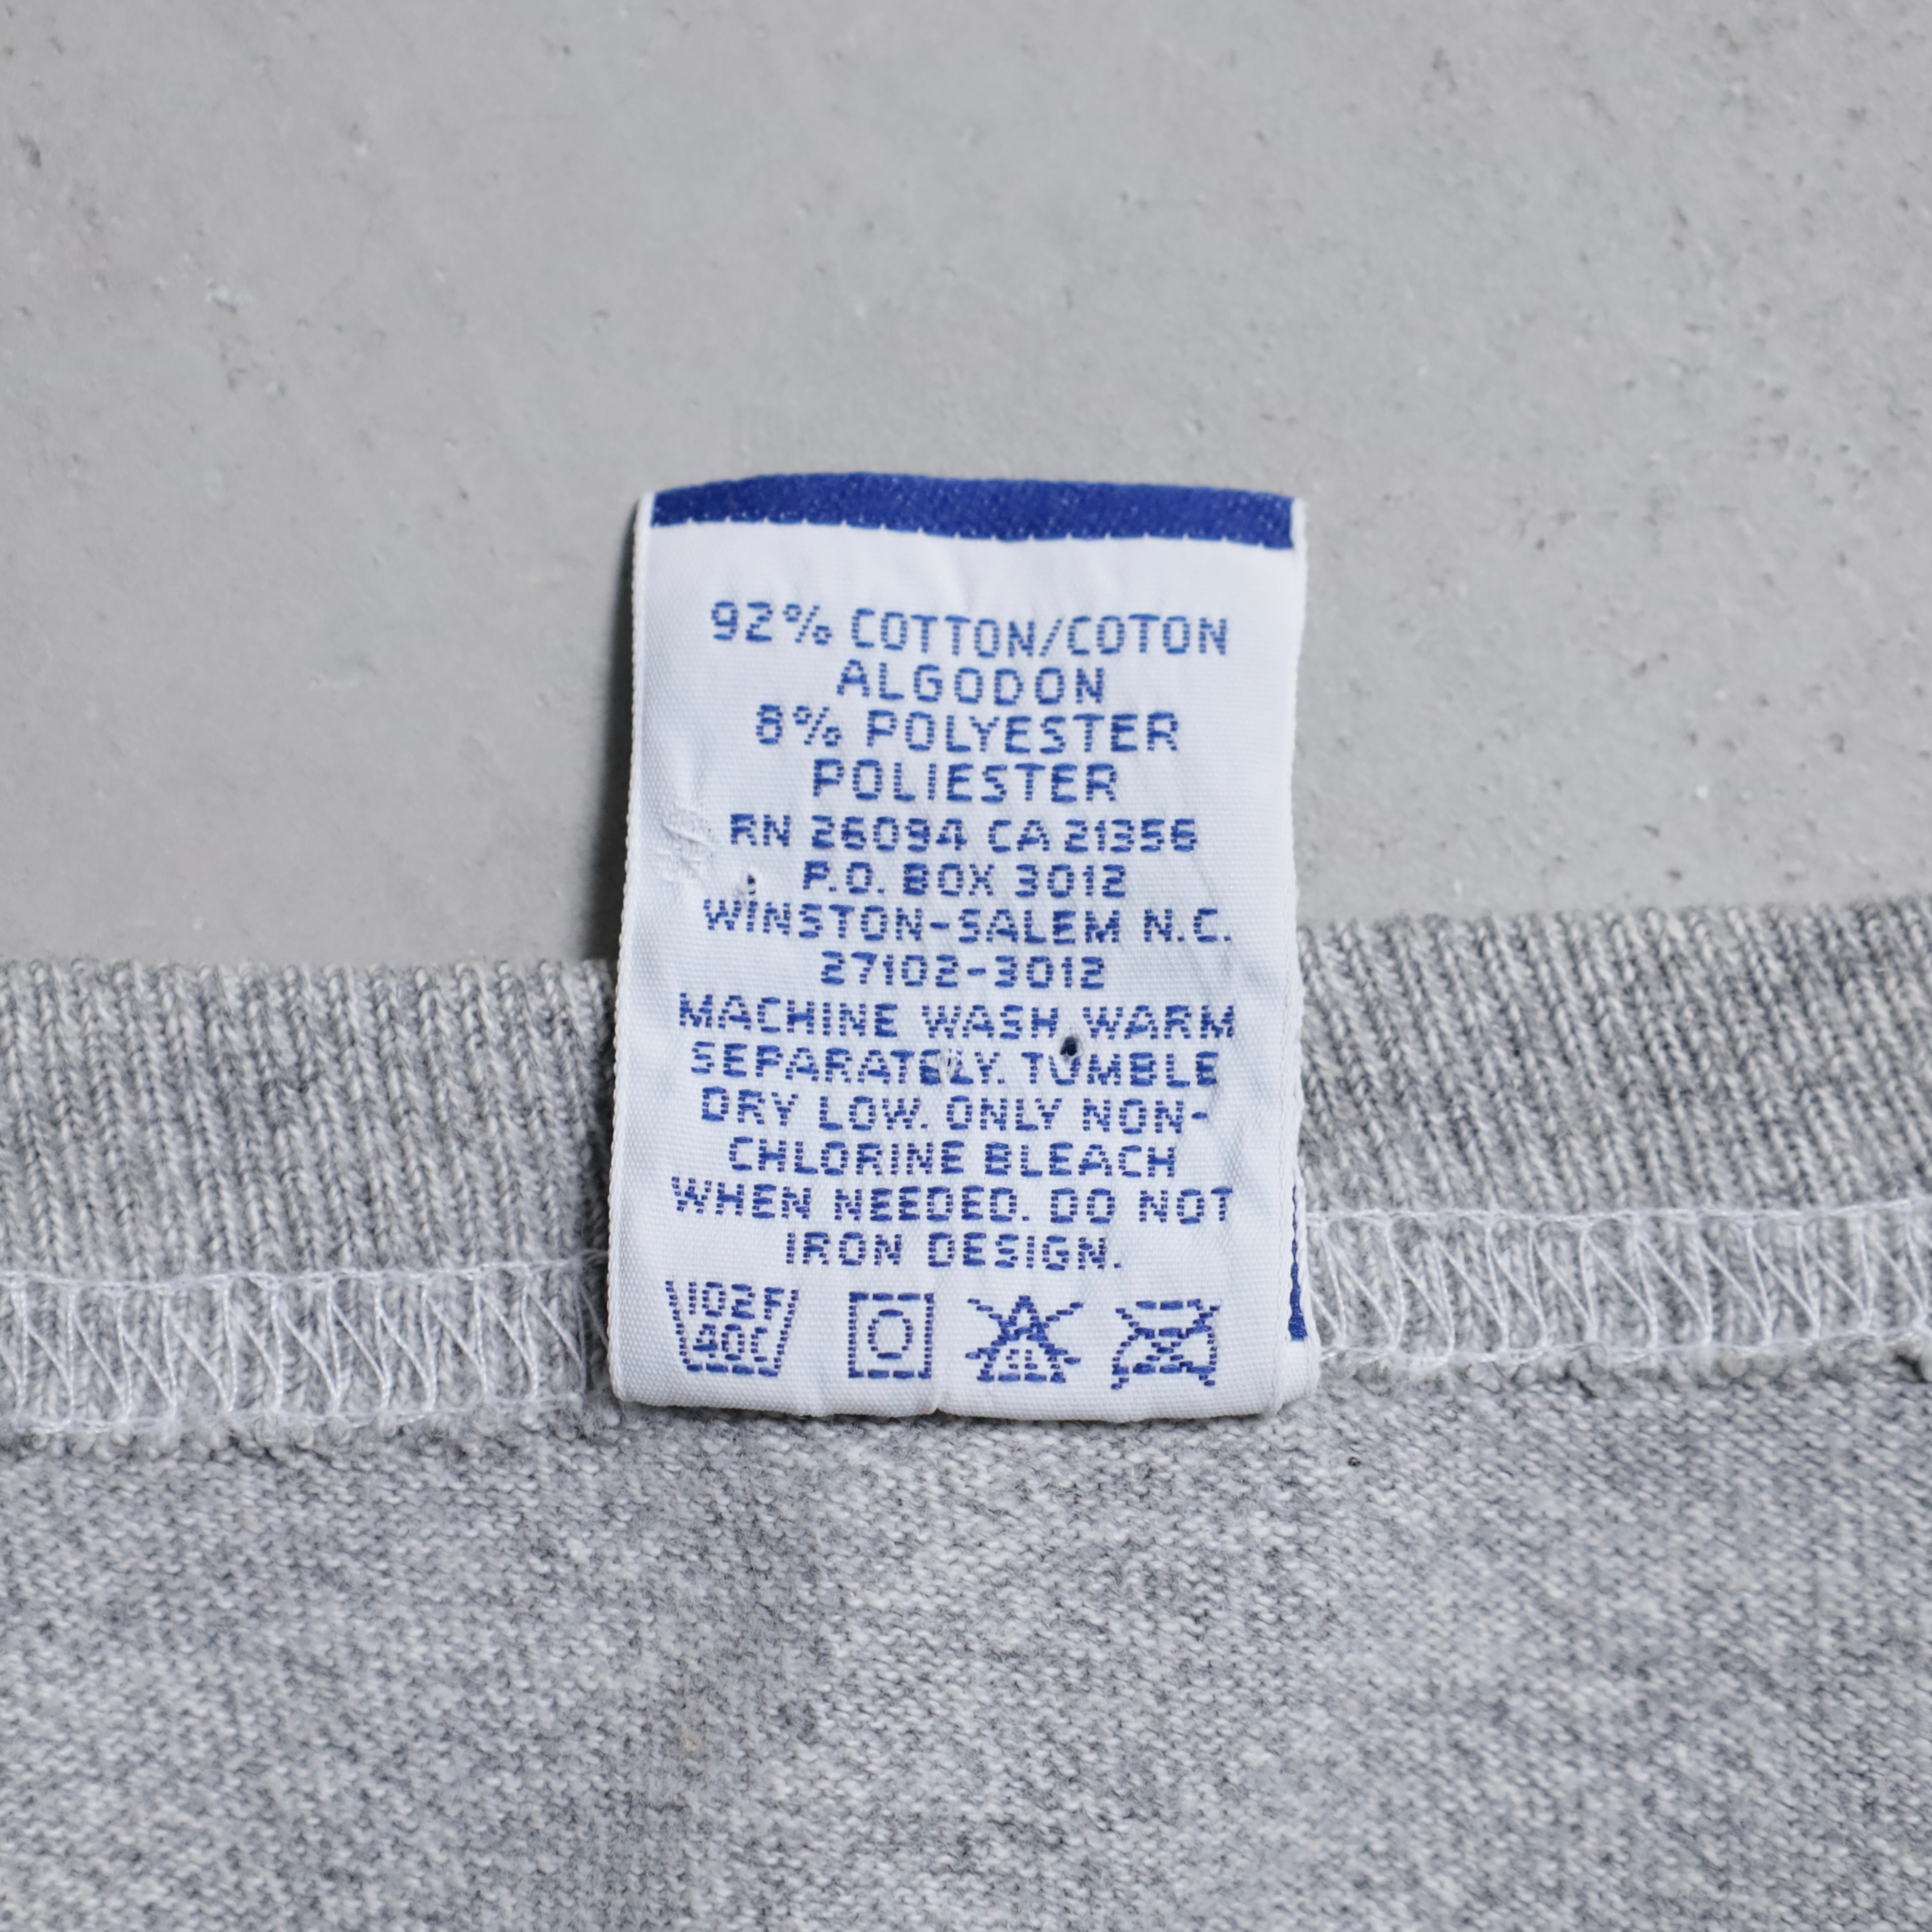 92% COTTON/COTON
ALGODON
8% POLYESTER
POLIESTER
RN 26094 CA 21356
P.O. BOX 3012
WINSTON-SALEM N.C.
27102-3012
MACHINE WASH WARM
SEPARATELY. TUMBLE
DRY LOW. ONLY NON-
CHLORINE BLEACH
WHEN NEEDED. DO NOT
IRON DESIGN.
102F
40C
CL